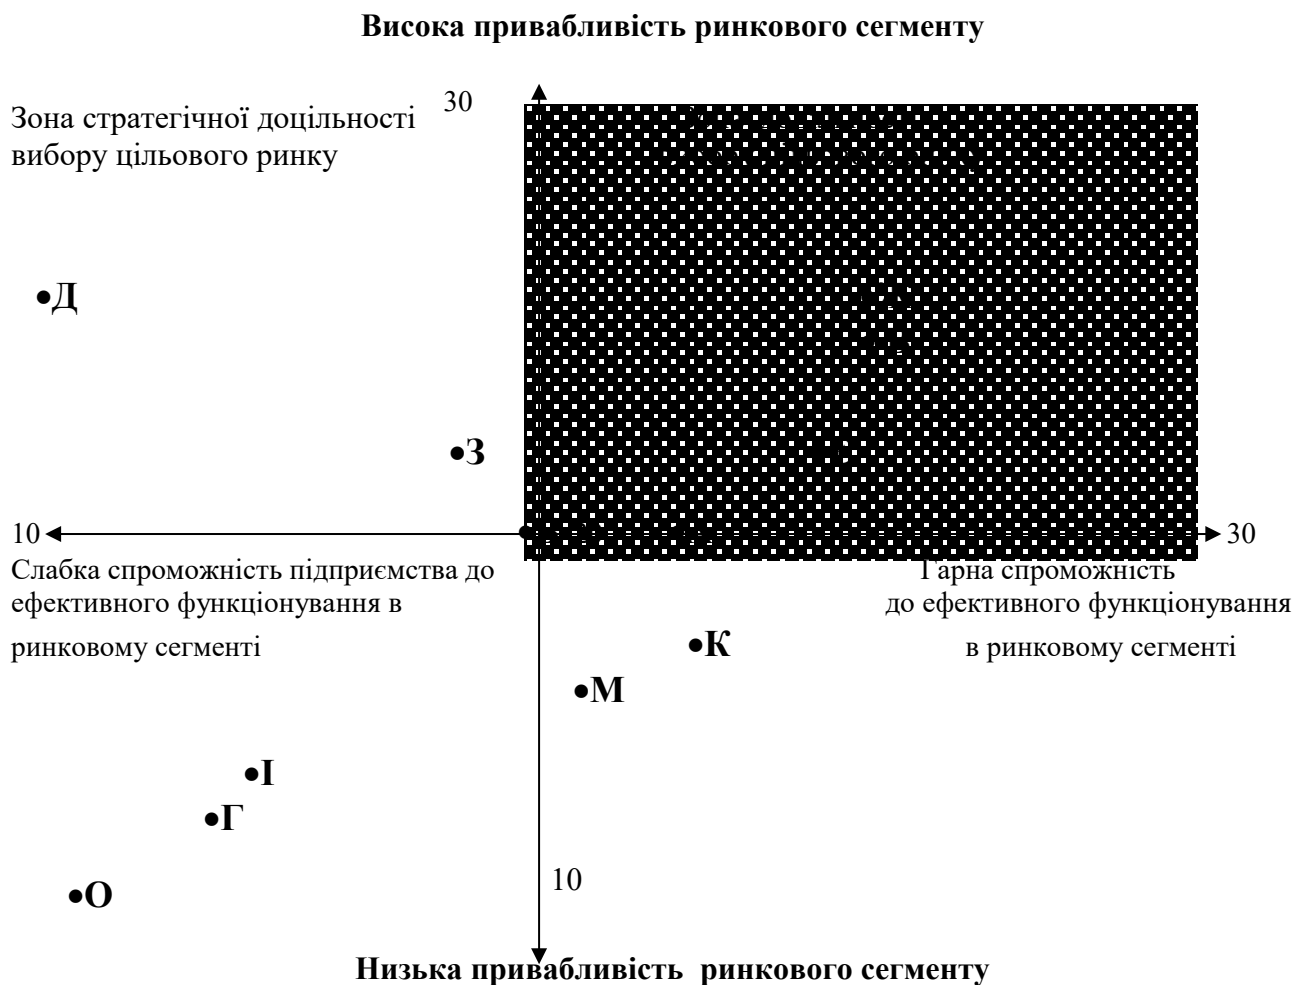 Висока привабливість ринкового сегменту
30
Зона стратегічної доцільності
вибору цільового ринку
•Д
•З
10
30
Слабка спроможність підприємства до
ефективного функціонування в
ринковому сегменті
Гарна спроможність
до ефективного функціонування
в ринковому сегменті
•К
•М
•І
•Г
•О
10
Низька привабливість ринкового сегменту